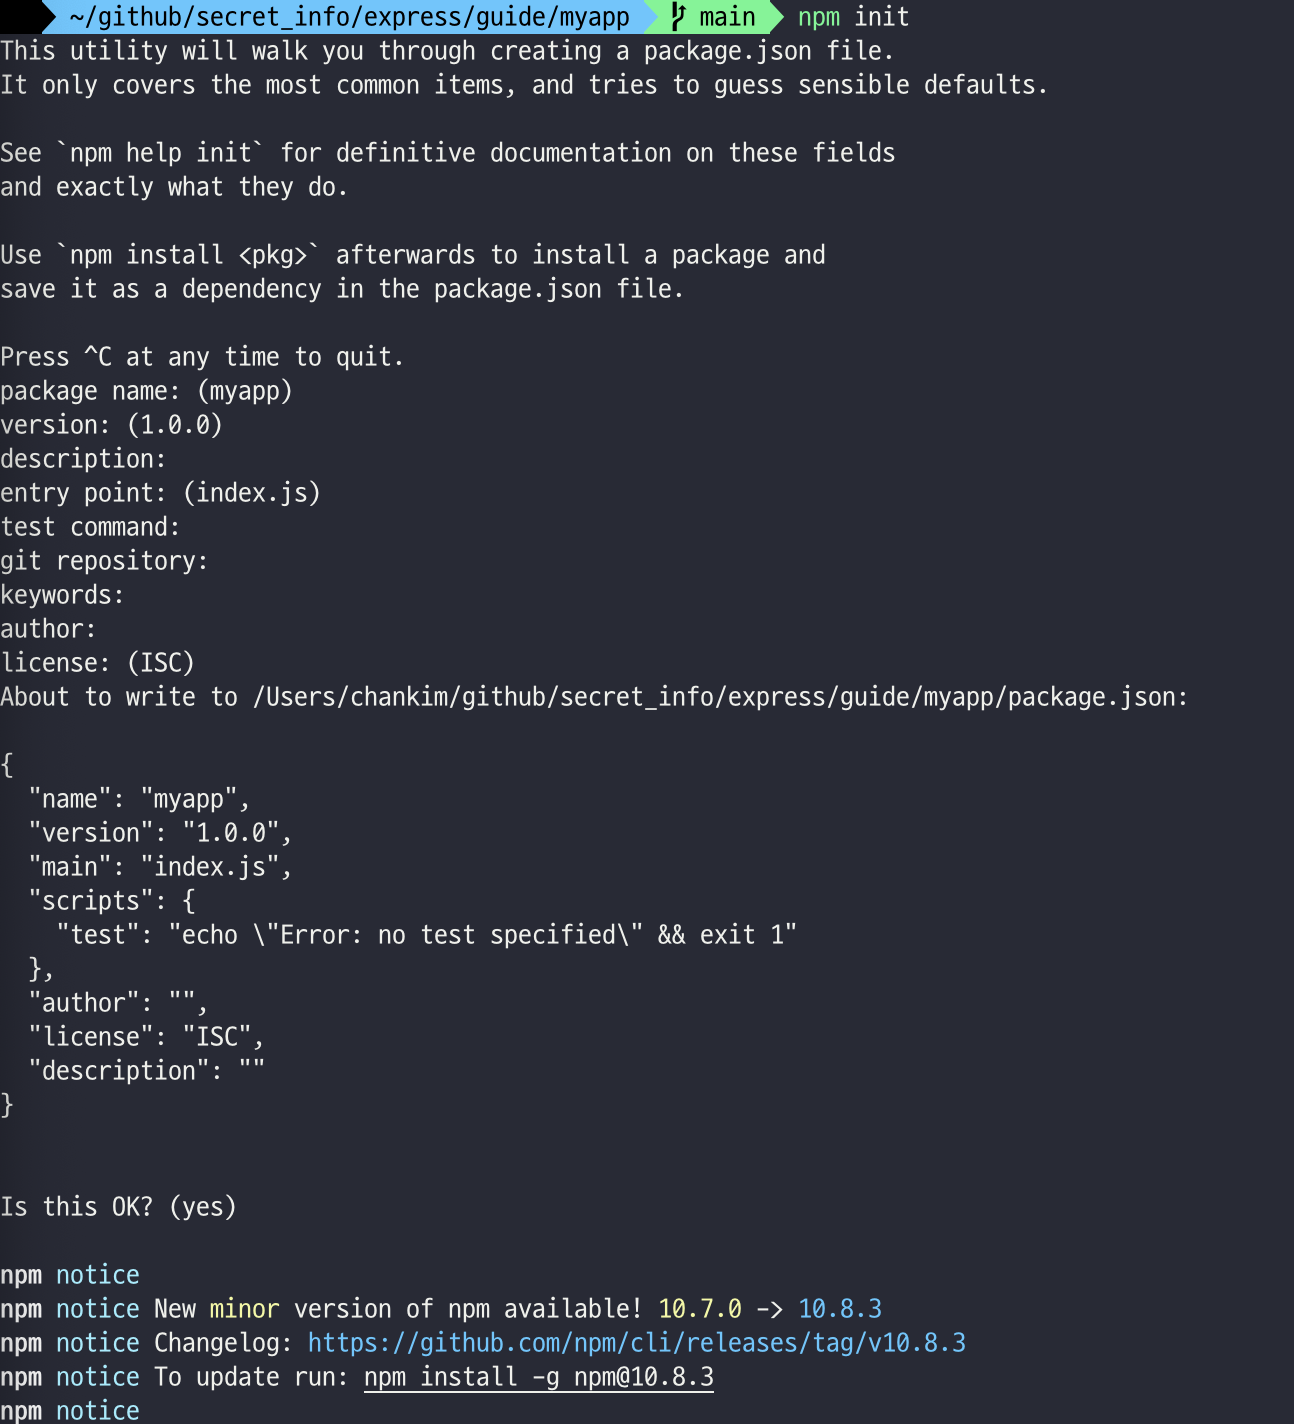 ~/github/secret_info/express/guide/myapp main npm init
This utility will walk you through creating a package.json file.
It only covers the most common items, and tries to guess sensible defaults.
See `npm help init` for definitive documentation on these fields
and exactly what they do.
Use `npm install <pkg>` afterwards to install a package and
save it as a dependency in the package.json file.
Press ^C at any time to quit.
package name: (myapp)
version: (1.0.0)
description:
entry point: (index.js)
test command:
git repository:
keywords:
author:
license: (ISC)
About to write to /Users/chankim/github/secret_info/express/guide/myapp/package.json:
{
  "name": "myapp",
  "version": "1.0.0",
  "main": "index.js",
  "scripts": {
    "test": "echo \"Error: no test specified\" && exit 1"
  },
  "author": "",
  "license": "ISC",
  "description": ""
}
Is this OK? (yes)
npm notice
npm notice New minor version of npm available! 10.7.0 -> 10.8.3
npm notice Changelog: https://github.com/npm/cli/releases/tag/v10.8.3
npm notice To update run: npm install -g npm@10.8.3
npm notice